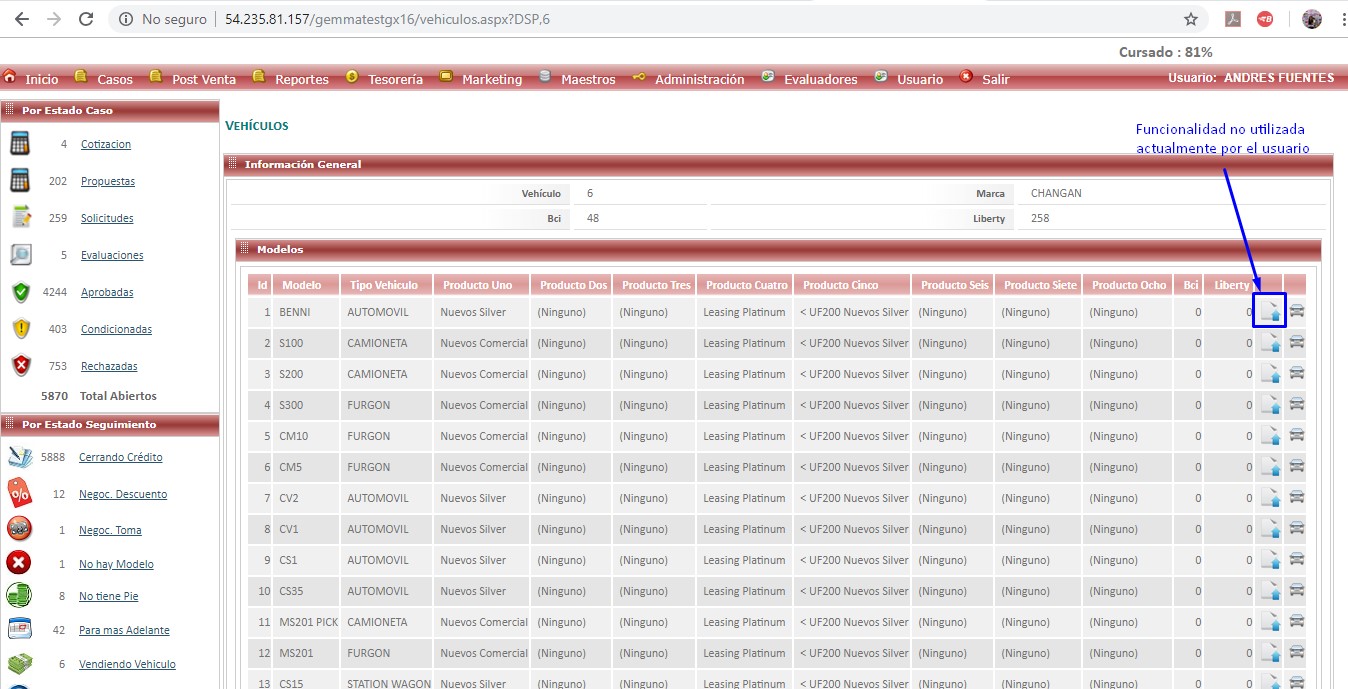 No seguro | 54.235.81.157/gemmatestgx16/vehiculos.aspx?DSP,6
Cursado : 81%
Inicio Casos Post Venta Reportes Tesorería Marketing Maestros Administración Evaluadores Usuario Salir Usuario: ANDRES FUENTES
Por Estado Caso
4 Cotizacion
202 Propuestas
259 Solicitudes
5 Evaluaciones
4244 Aprobadas
403 Condicionadas
753 Rechazadas
5870 Total Abiertos
Por Estado Seguimiento
5888 Cerrando Crédito
12 Negoc. Descuento
1 Negoc. Toma
1 No hay Modelo
8 No tiene Pie
42 Para mas Adelante
6 Vendiendo Vehiculo
VEHÍCULOS
Funcionalidad no utilizada
actualmente por el usuario
Información General
Vehículo 6 Marca CHANGAN
Bci 48 Liberty 258
Modelos
Id Modelo Tipo Vehiculo Producto Uno Producto Dos Producto Tres Producto Cuatro Producto Cinco Producto Seis Producto Siete Producto Ocho Bci Liberty
1 BENNI AUTOMOVIL Nuevos Silver (Ninguno) (Ninguno) Leasing Platinum < UF200 Nuevos Silver (Ninguno) (Ninguno) (Ninguno) 0 0
2 S100 CAMIONETA Nuevos Comercial (Ninguno) (Ninguno) Leasing Platinum < UF200 Nuevos Silver (Ninguno) (Ninguno) (Ninguno) 0 0
3 S200 CAMIONETA Nuevos Comercial (Ninguno) (Ninguno) Leasing Platinum < UF200 Nuevos Silver (Ninguno) (Ninguno) (Ninguno) 0 0
4 S300 FURGON Nuevos Comercial (Ninguno) (Ninguno) Leasing Platinum < UF200 Nuevos Silver (Ninguno) (Ninguno) (Ninguno) 0 0
5 CM10 FURGON Nuevos Comercial (Ninguno) (Ninguno) Leasing Platinum < UF200 Nuevos Silver (Ninguno) (Ninguno) (Ninguno) 0 0
6 CM5 FURGON Nuevos Comercial (Ninguno) (Ninguno) Leasing Platinum < UF200 Nuevos Silver (Ninguno) (Ninguno) (Ninguno) 0 0
7 CV2 AUTOMOVIL Nuevos Silver (Ninguno) (Ninguno) Leasing Platinum < UF200 Nuevos Silver (Ninguno) (Ninguno) (Ninguno) 0 0
8 CV1 AUTOMOVIL Nuevos Silver (Ninguno) (Ninguno) Leasing Platinum < UF200 Nuevos Silver (Ninguno) (Ninguno) (Ninguno) 0 0
9 CS1 AUTOMOVIL Nuevos Silver (Ninguno) (Ninguno) Leasing Platinum < UF200 Nuevos Silver (Ninguno) (Ninguno) (Ninguno) 0 0
10 CS35 AUTOMOVIL Nuevos Silver (Ninguno) (Ninguno) Leasing Platinum < UF200 Nuevos Silver (Ninguno) (Ninguno) (Ninguno) 0 0
11 MS201 PICK CAMIONETA Nuevos Comercial (Ninguno) (Ninguno) Leasing Platinum < UF200 Nuevos Silver (Ninguno) (Ninguno) (Ninguno) 0 0
12 MS201 FURGON Nuevos Comercial (Ninguno) (Ninguno) Leasing Platinum < UF200 Nuevos Silver (Ninguno) (Ninguno) (Ninguno) 0 0
13 CS15 STATION WAGON Nuevos Silver (Ninguno) (Ninguno) Leasing Platinum < UF200 Nuevos Silver (Ninguno) (Ninguno) (Ninguno) 0 0